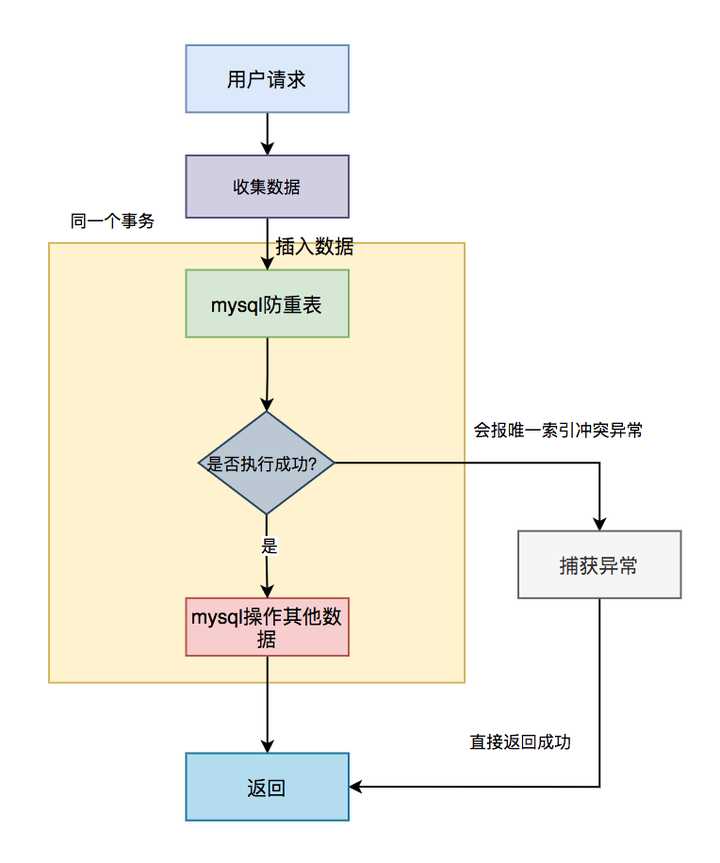 用户请求
收集数据
同一个事务
插入数据
mysql防重表
会报唯一索引冲突异常
是否执行成功?
是
捕获异常
mysql操作其他数
据
直接返回成功
返回